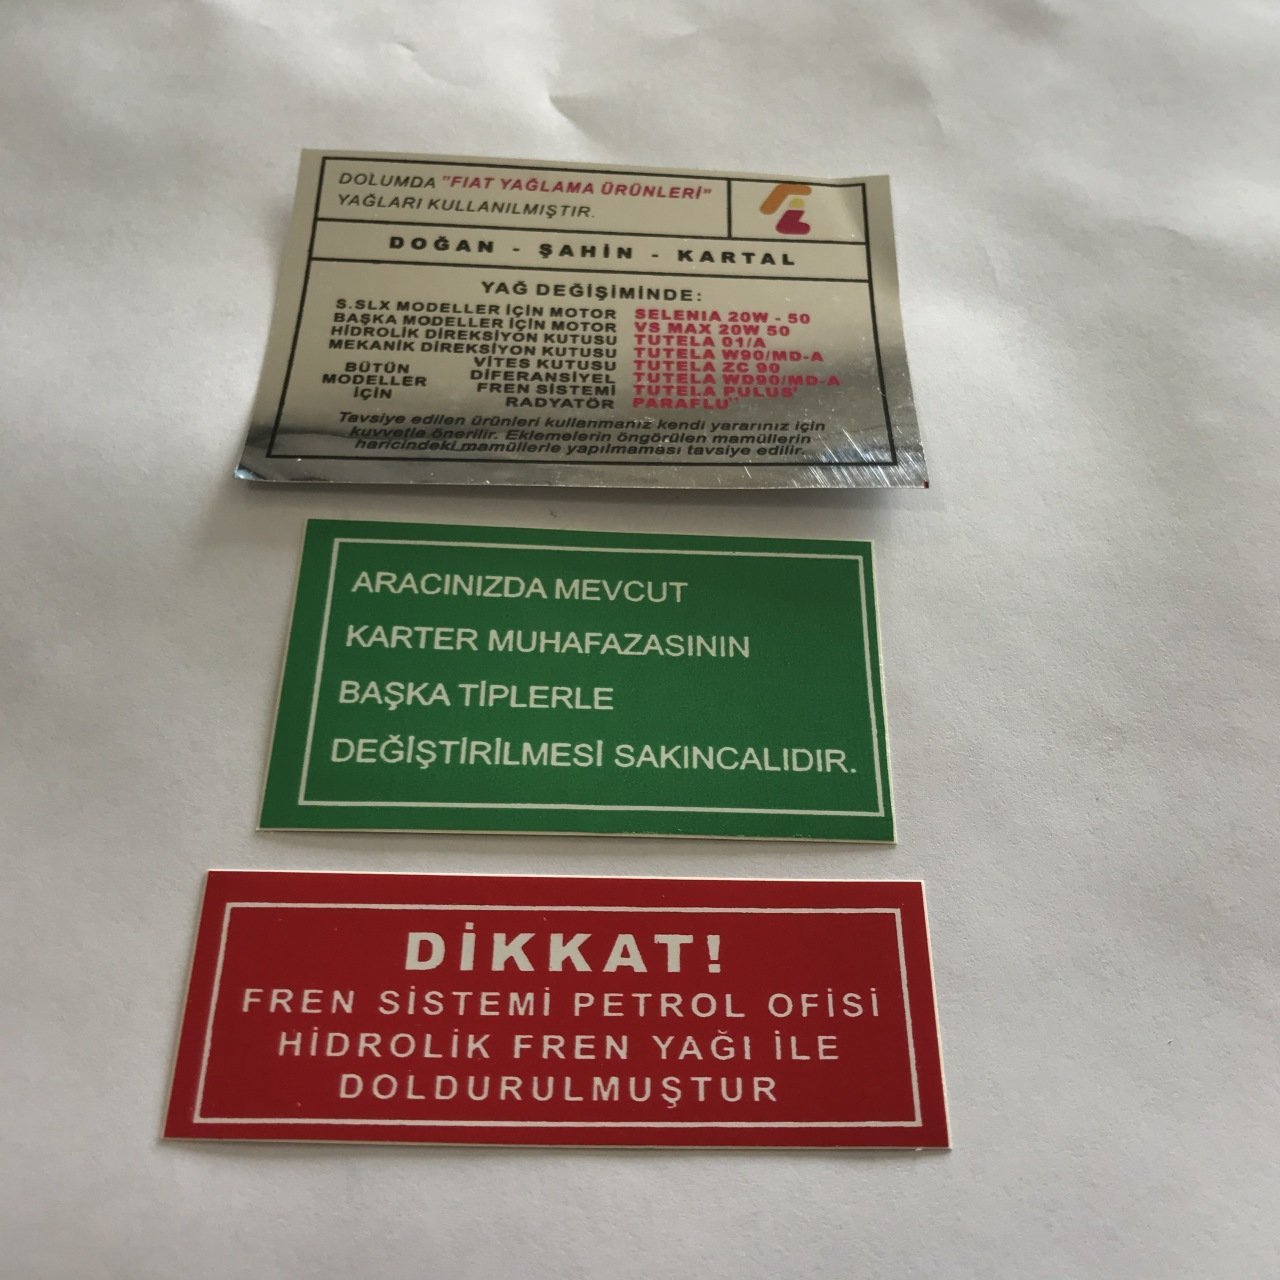 DOLUMDA "FIAT YAĞLAMA ÜRÜNLERİ"
YAĞLARI KULLANILMIŞTIR.
FL
DOĞAN - ŞAHİN - KARTAL
YAĞ DEĞİŞİMİNDE:
S.SLX MODELLER İÇİN MOTOR SELENIA 20W - 50
BAŞKA MODELLER İÇİN MOTOR VS MAX 20W 50
HİDROLİK DİREKSİYON KUTUSU TUTELA 01/A
MEKANİK DİREKSİYON KUTUSU TUTELA W90/MD-A
BÜTÜN MODELLER İÇİN
VİTES KUTUSU TUTELA ZC 90
DİFERANSİYEL TUTELA WD90/MD-A
FREN SİSTEMİ TUTELA PULUS'
RADYATÖR PARAFLU"
Tavsiye edilen ürünleri kullanmanız kendi yararınız için
kuvvetle önerilir. Eklemelerin öngörülen mamüllerin
haricindeki mamüllerle yapılmaması tavsiye edilir.
ARACINIZDA MEVCUT
KARTER MUHAFAZASININ
BAŞKA TİPLERLE
DEĞİŞTİRİLMESİ SAKINCALIDIR.
DİKKAT!
FREN SİSTEMİ PETROL OFİSİ
HİDROLİK FREN YAĞI İLE
DOLDURULMUŞTUR